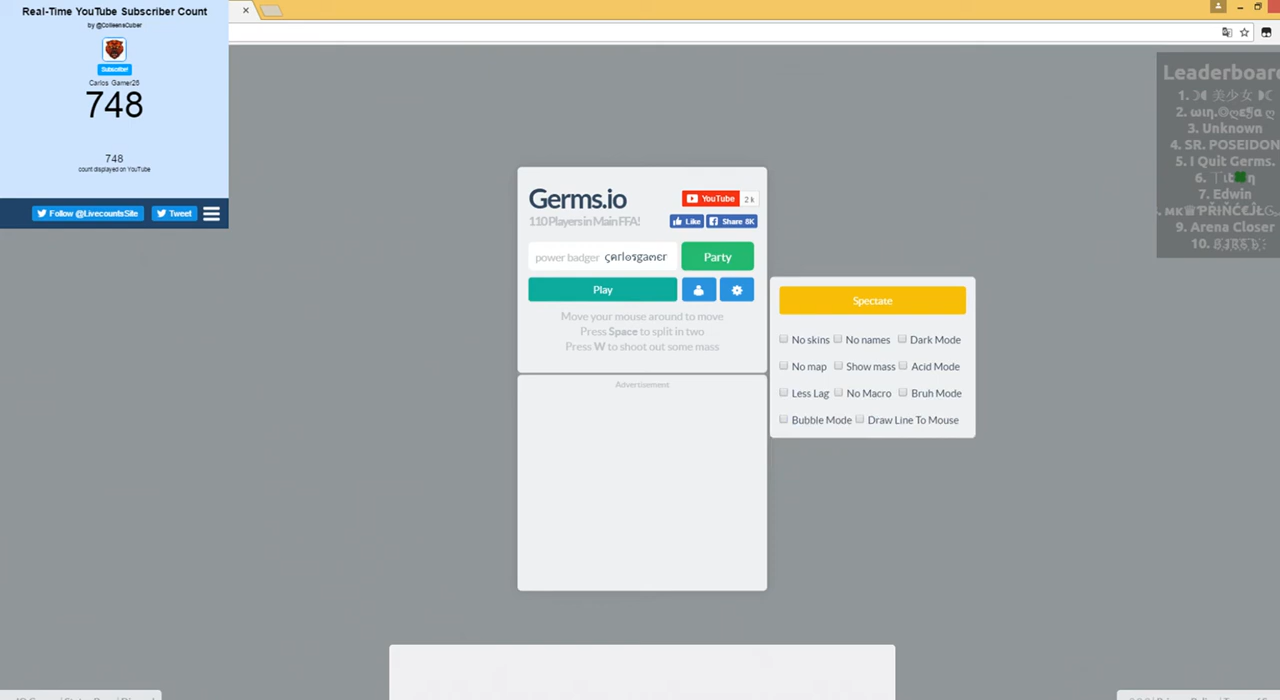 Real-Time YouTube Subscriber Count
by @ColleensCuber
Subscribe!
Carlos Gamer26
748
748
count displayed on YouTube
Follow @LivecountsSite
Tweet
Germs.io
YouTube 2 k
110 Players in Main FFA!
Like
Share 8K
power badger
Party
Play
Move your mouse around to move
Press Space to split in two
Press W to shoot out some mass
Advertisement
Spectate
No skins No names Dark Mode
No map Show mass Acid Mode
Less Lag No Macro Bruh Mode
Bubble Mode Draw Line To Mouse
Leaderboard
1. 美少女
2.
3. Unknown
4. SR. POSEIDON
5. I Quit Germs.
6.
7. Edwin
9. Arena Closer
10.